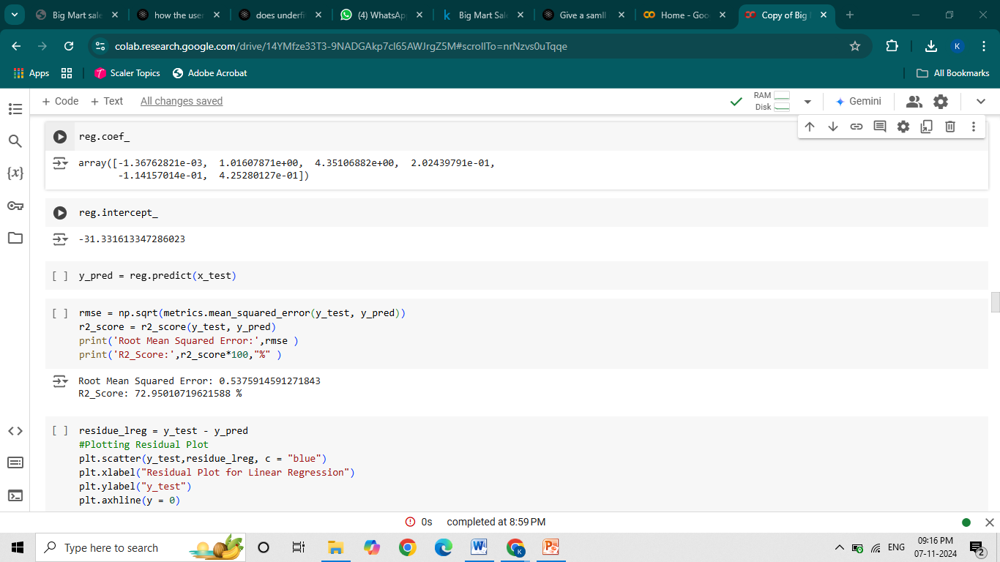 Big Mart sale
how the user
does underfi
(4) WhatsAp
Big Mart Sal
Give a samll
Home - Goo
Copy of Big
colab.research.google.com/drive/14YMfze33T3-9NADGAkp7cl65AWJrgZ5M#scrollTo=nrNzvs0uTqqe
K
Apps
Scaler Topics
Adobe Acrobat
All Bookmarks
+ Code + Text All changes saved
RAM
Disk
Gemini
reg.coef_
array([-1.36762821e-03, 1.01607871e+00, 4.35106882e+00, 2.02439791e-01,
-1.14157014e-01, 4.25280127e-01])
reg.intercept_
-31.331613347286023
[ ] y_pred = reg.predict(x_test)
[ ] rmse = np.sqrt(metrics.mean_squared_error(y_test, y_pred))
r2_score = r2_score(y_test, y_pred)
print('Root Mean Squared Error:',rmse )
print('R2_Score:',r2_score*100,"%" )
Root Mean Squared Error: 0.5375914591271843
R2_Score: 72.95010719621588 %
[ ] residue_lreg = y_test - y_pred
#Plotting Residual Plot
plt.scatter(y_test,residue_lreg, c = "blue")
plt.xlabel("Residual Plot for Linear Regression")
plt.ylabel("y_test")
plt.axhline(y = 0)
0s completed at 8:59 PM
Type here to search
ENG
09:16 PM
07-11-2024
2